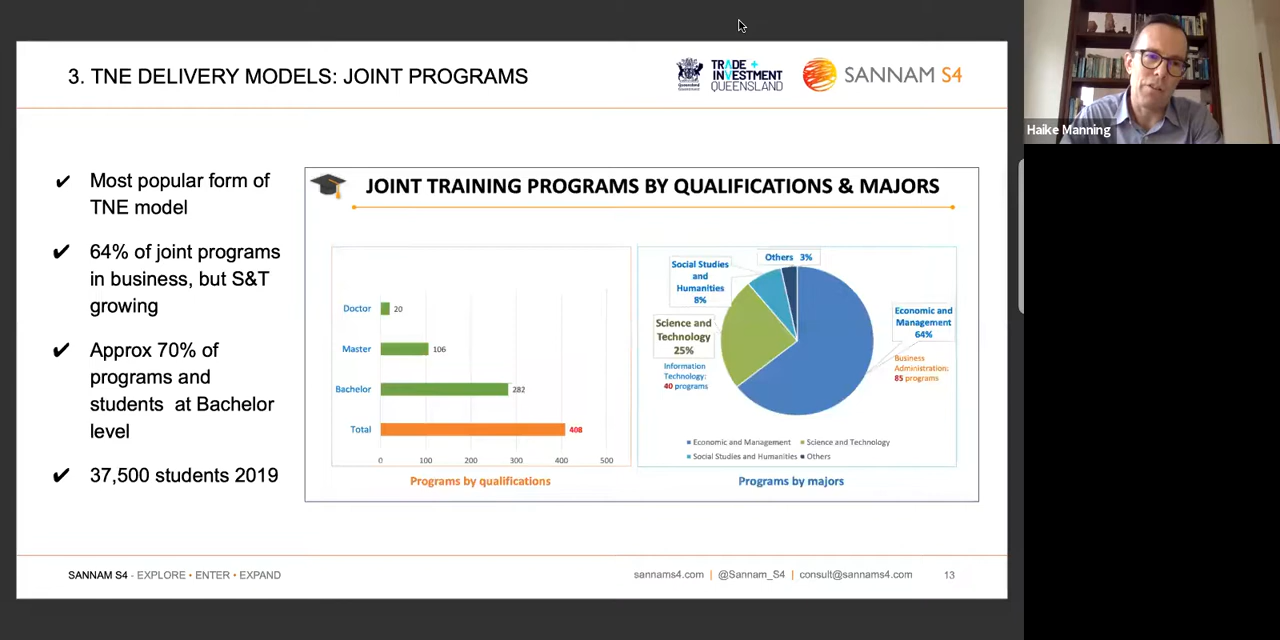 3. TNE DELIVERY MODELS: JOINT PROGRAMS
TRADE +
INVESTMENT
QUEENSLAND
SANNAM S4
Haike Manning
✔ Most popular form of
TNE model
✔ 64% of joint programs
in business, but S&T
growing
✔ Approx 70% of
programs and
students at Bachelor
level
✔ 37,500 students 2019
JOINT TRAINING PROGRAMS BY QUALIFICATIONS & MAJORS
Doctor 20
Master 106
Bachelor 282
Total 408
0 100 200 300 400 500
Programs by qualifications
Others 3%
Social Studies
and
Humanities
8%
Science and
Technology
25%
Information
Technology:
40 programs
Economic and
Management
64%
Business
Administration:
85 programs
Economic and Management Science and Technology
Social Studies and Humanities Others
Programs by majors
SANNAM S4 - EXPLORE • ENTER • EXPAND
sannams4.com | @Sannam_S4 | consult@sannams4.com 13